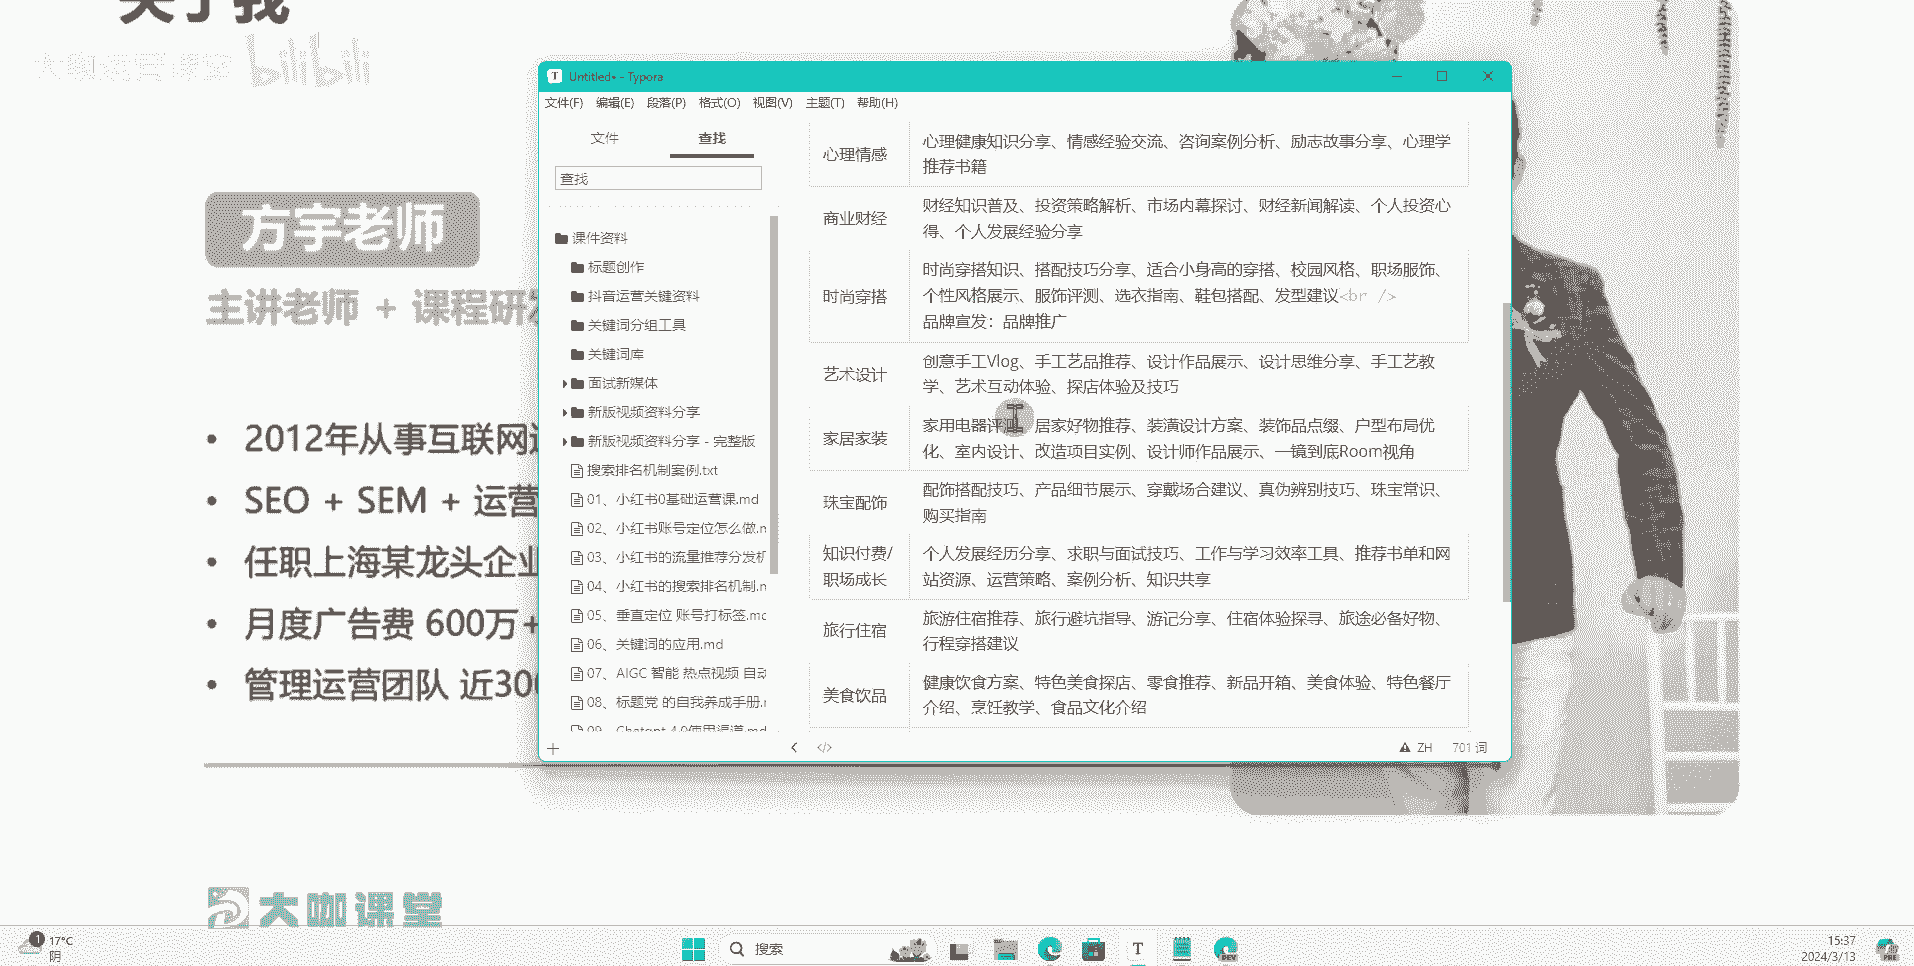 关于我
大咖运营课堂 bilibili
方宇老师
主讲老师 + 课程研发
• 2012年从事互联网运
• SEO + SEM + 运营
• 任职上海某龙头企业
• 月度广告费 600万+
• 管理运营团队 近300
大咖课堂
Untitled• - Typora
文件(F) 编辑(E) 段落(P) 格式(O) 视图(V) 主题(T) 帮助(H)
文件 查找
查找
课件资料
标题创作
抖音运营关键资料
关键词分组工具
关键词库
面试新媒体
新版视频资料分享
新版视频资料分享 - 完整版
搜索排名机制案例.txt
01、小红书0基础运营课.md
02、小红书账号定位怎么做.m
03、小红书的流量推荐分发机
04、小红书的搜索排名机制.m
05、垂直定位 账号打标签.md
06、关键词的应用.md
07、AIGC 智能 热点视频 自动
08、标题党 的自我养成手册.m
09、Chatgpt 4.0使用渠道.md
心理情感
心理健康知识分享、情感经验交流、咨询案例分析、励志故事分享、心理学
推荐书籍
商业财经
财经知识普及、投资策略解析、市场内幕探讨、财经新闻解读、个人投资心
得、个人发展经验分享
时尚穿搭
时尚穿搭知识、搭配技巧分享、适合小身高的穿搭、校园风格、职场服饰、
个性风格展示、服饰评测、选衣指南、鞋包搭配、发型建议<br />
品牌宣发：品牌推广
艺术设计
创意手工Vlog、手工艺品推荐、设计作品展示、设计思维分享、手工艺教
学、艺术互动体验、探店体验及技巧
家居家装
家用电器评测、居家好物推荐、装潢设计方案、装饰品点缀、户型布局优
化、室内设计、改造项目实例、设计师作品展示、一镜到底Room视角
珠宝配饰
配饰搭配技巧、产品细节展示、穿戴场合建议、真伪辨别技巧、珠宝常识、
购买指南
知识付费/
职场成长
个人发展经历分享、求职与面试技巧、工作与学习效率工具、推荐书单和网
站资源、运营策略、案例分析、知识共享
旅行住宿
旅游住宿推荐、旅行避坑指导、游记分享、住宿体验探寻、旅途必备好物、
行程穿搭建议
美食饮品
健康饮食方案、特色美食探店、零食推荐、新品开箱、美食体验、特色餐厅
介绍、烹饪教学、食品文化介绍
ZH 701 词
1 17°C
阴
搜索
DEV
15:37
2024/3/13
PRE